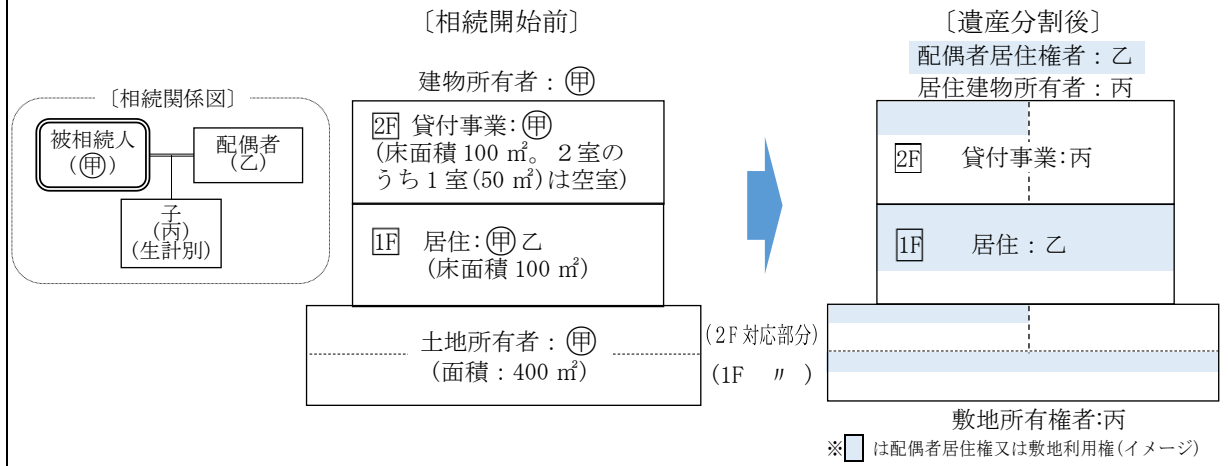 〔相続開始前〕
〔遺産分割後〕
配偶者居住権者：乙
居住建物所有者：丙
建物所有者：甲
〔相続関係図〕
被相続人
(甲)
配偶者
(乙)
子
(丙)
(生計別)
2F 貸付事業：甲
(床面積 100 ㎡。２室の
うち１室(50 ㎡)は空室)
1F 居住：甲乙
(床面積 100 ㎡)
土地所有者：甲
(面積：400 ㎡)
2F 貸付事業：丙
1F 居住：乙
(2F 対応部分)
(1F 〃 )
敷地所有権者:丙
※ は配偶者居住権又は敷地利用権(イメージ)